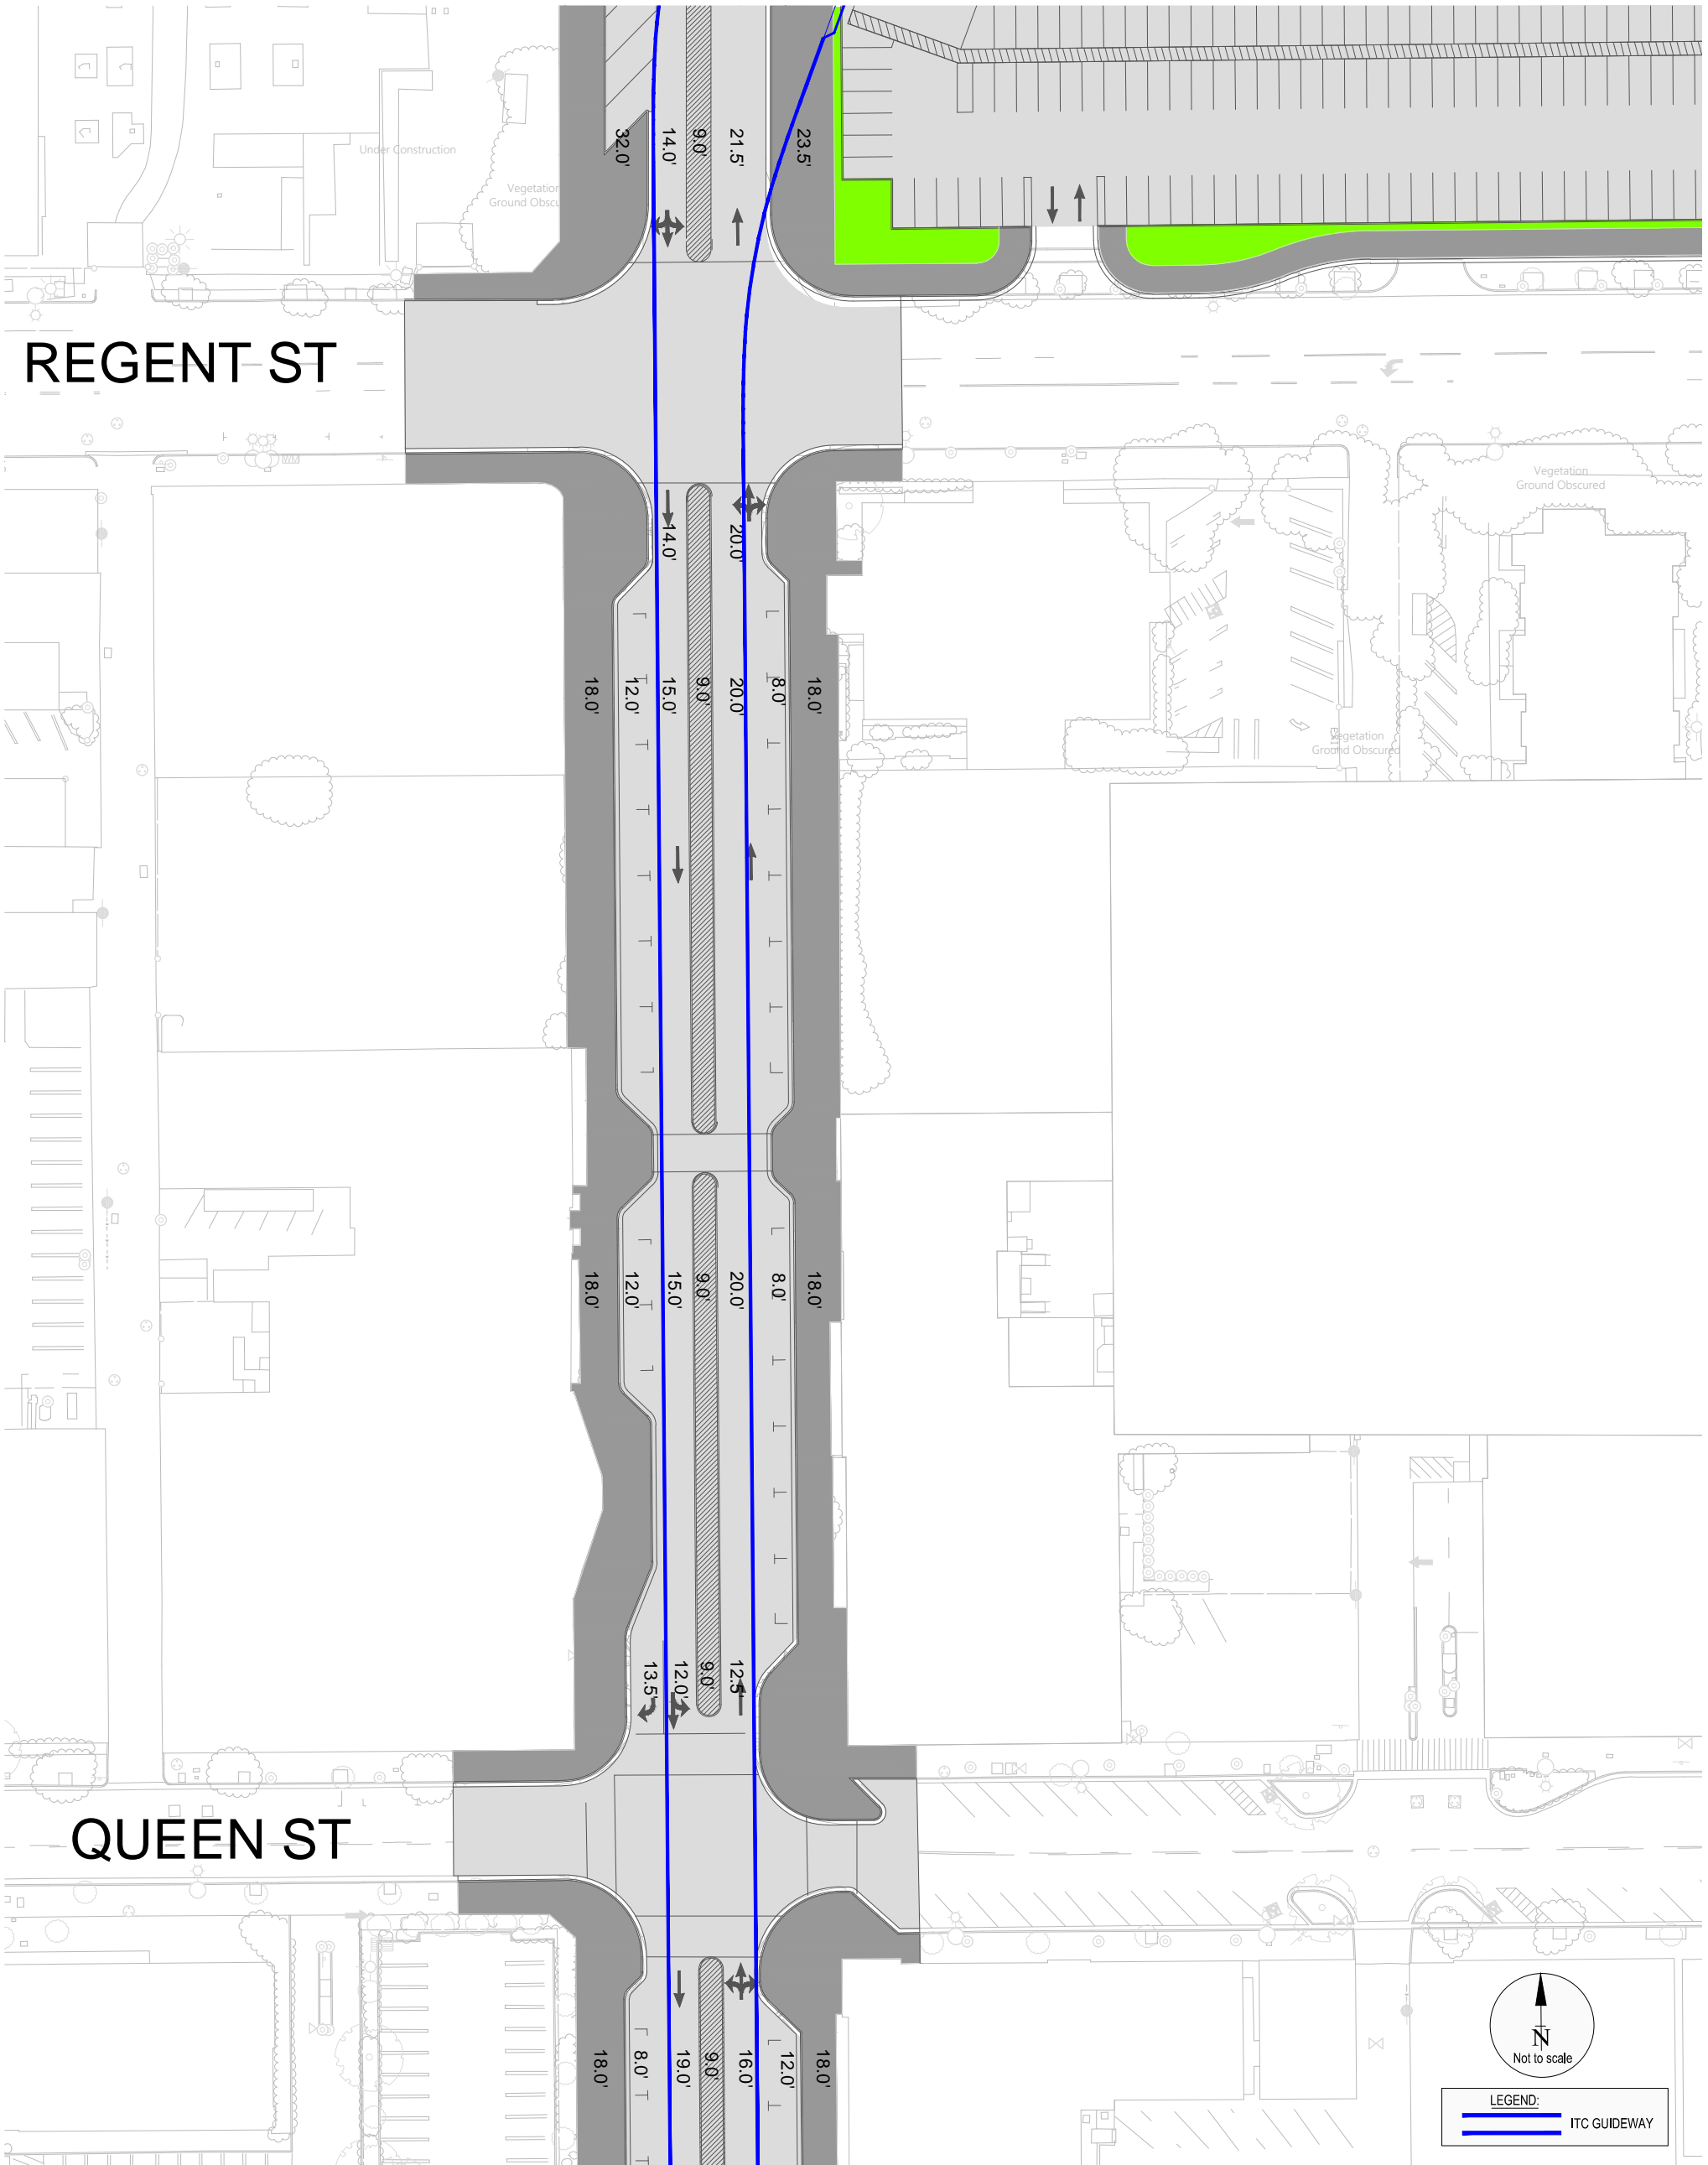 32.0'
14.0'
9.0'
21.5'
23.5'
Under Construction
Vegetation
Ground Obscu
REGENT ST
Vegetation
Ground Obscured
14.0'
20.0'
18.0'
12.0'
15.0'
9.0'
20.0'
8.0'
18.0'
Vegetation
Ground Obscured
18.0'
12.0'
15.0'
9.0'
20.0'
8.0'
18.0'
13.5'
12.0'
9.0'
12.5'
QUEEN ST
18.0'
8.0'
19.0'
9.0'
16.0'
12.0'
18.0'
N
Not to scale
LEGEND:
ITC GUIDEWAY